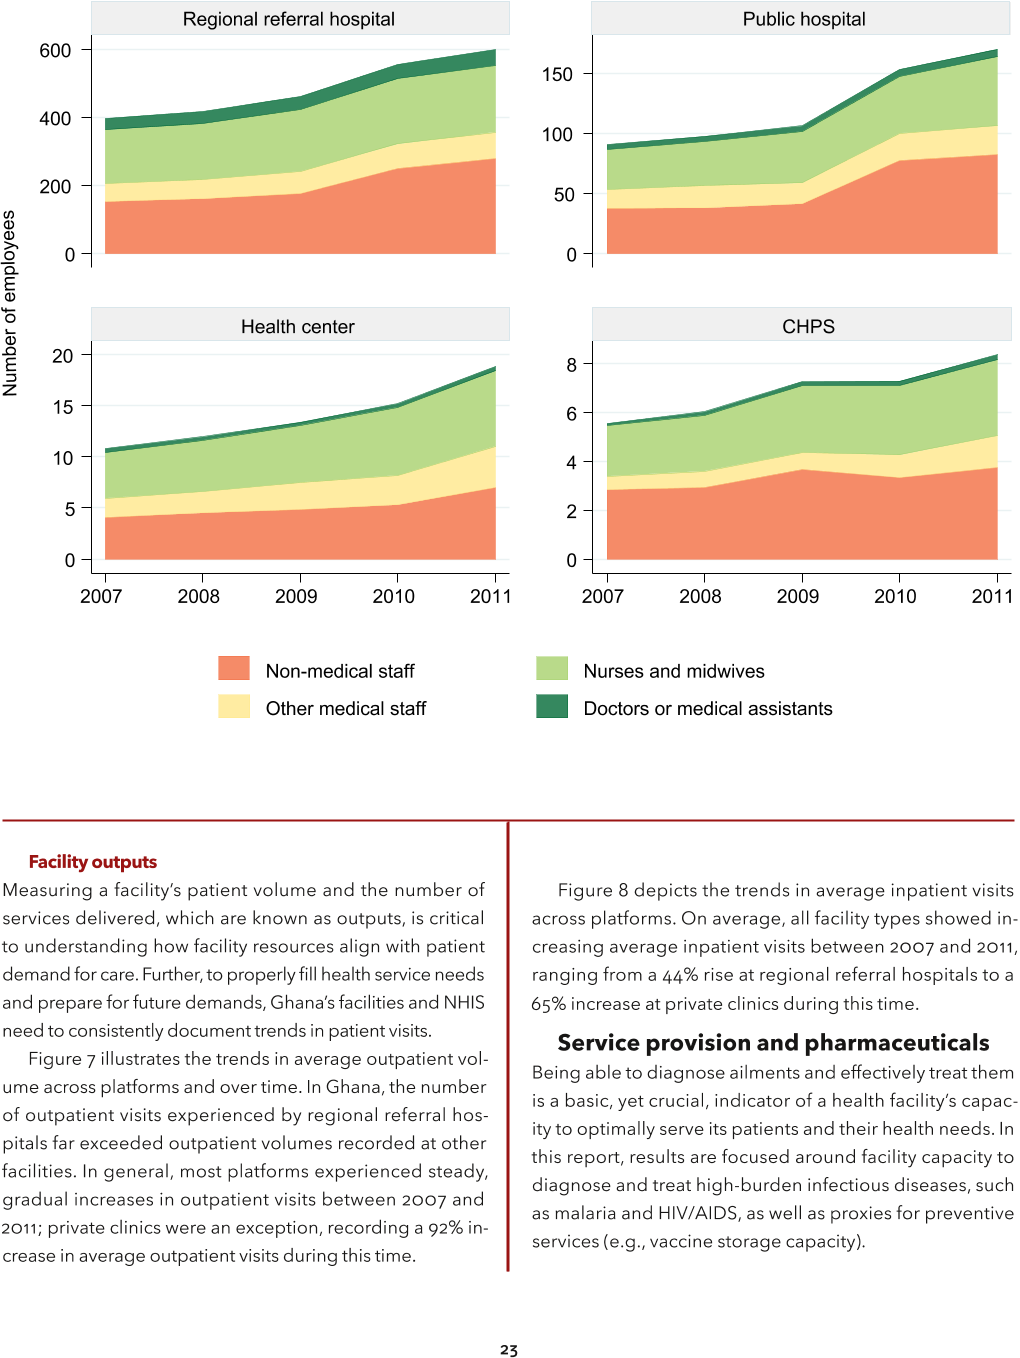 Regional referral hospital
Public hospital
600
400
200
0
150
100
50
0
Number of employees
Health center
CHPS
20
15
10
5
0
8
6
4
2
0
2007 2008 2009 2010 2011
2007 2008 2009 2010 2011
Non-medical staff
Nurses and midwives
Other medical staff
Doctors or medical assistants
Facility outputs
Measuring a facility’s patient volume and the number of
services delivered, which are known as outputs, is critical
to understanding how facility resources align with patient
demand for care. Further, to properly fill health service needs
and prepare for future demands, Ghana’s facilities and NHIS
need to consistently document trends in patient visits.
Figure 7 illustrates the trends in average outpatient vol-
ume across platforms and over time. In Ghana, the number
of outpatient visits experienced by regional referral hos-
pitals far exceeded outpatient volumes recorded at other
facilities. In general, most platforms experienced steady,
gradual increases in outpatient visits between 2007 and
2011; private clinics were an exception, recording a 92% in-
crease in average outpatient visits during this time.
Figure 8 depicts the trends in average inpatient visits
across platforms. On average, all facility types showed in-
creasing average inpatient visits between 2007 and 2011,
ranging from a 44% rise at regional referral hospitals to a
65% increase at private clinics during this time.
Service provision and pharmaceuticals
Being able to diagnose ailments and effectively treat them
is a basic, yet crucial, indicator of a health facility’s capac-
ity to optimally serve its patients and their health needs. In
this report, results are focused around facility capacity to
diagnose and treat high-burden infectious diseases, such
as malaria and HIV/AIDS, as well as proxies for preventive
services (e.g., vaccine storage capacity).
23